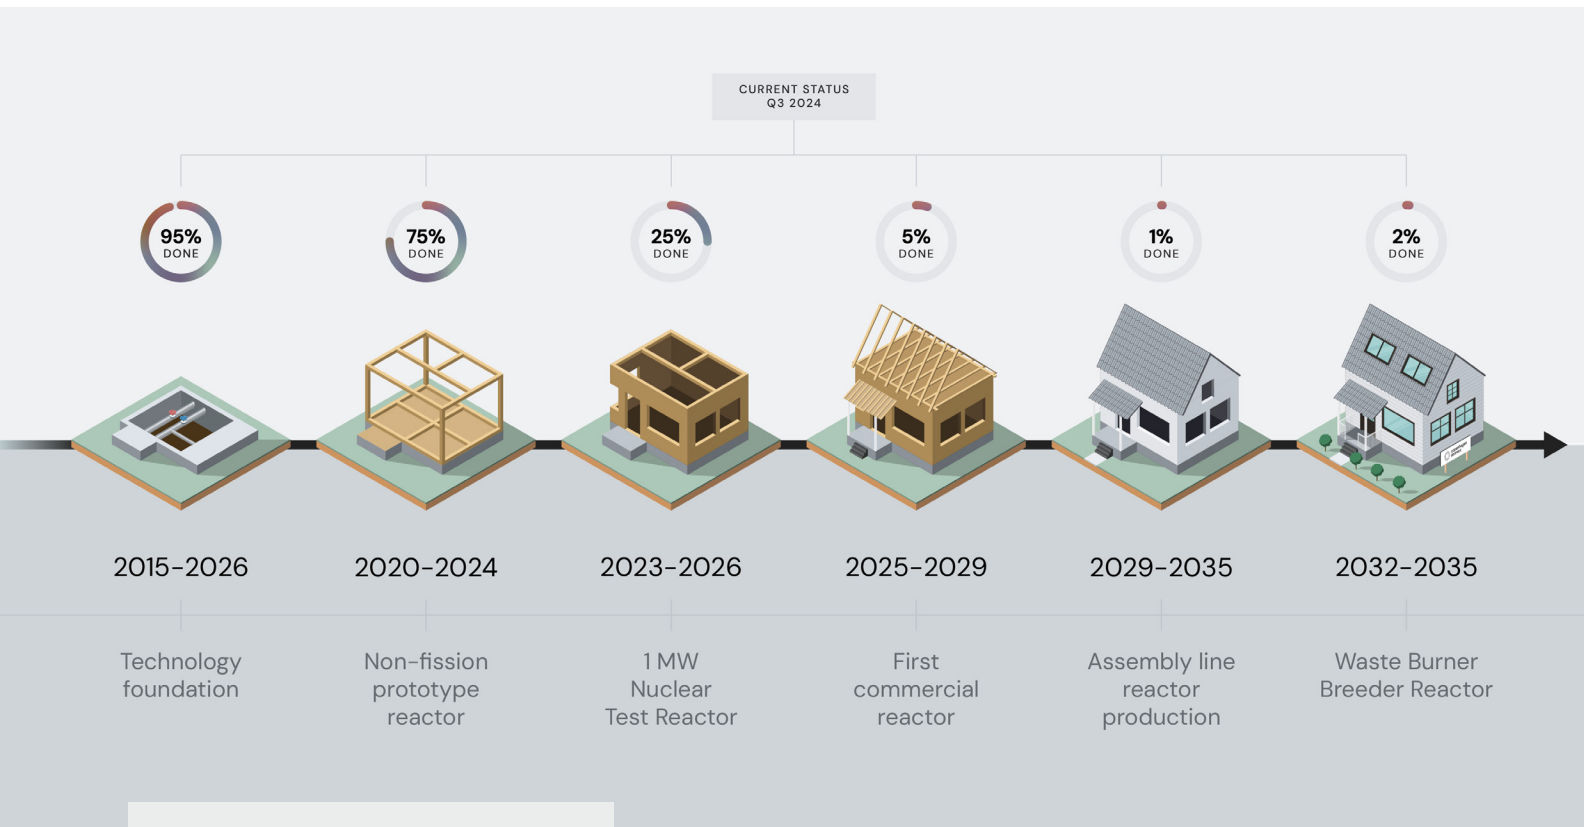 CURRENT STATUS
Q3 2024
95%
DONE
75%
DONE
25%
DONE
5%
DONE
1%
DONE
2%
DONE
2015-2026
2020-2024
2023-2026
2025-2029
2029-2035
2032-2035
Technology
foundation
Non-fission
prototype
reactor
1 MW
Nuclear
Test Reactor
First
commercial
reactor
Assembly line
reactor
production
Waste Burner
Breeder Reactor